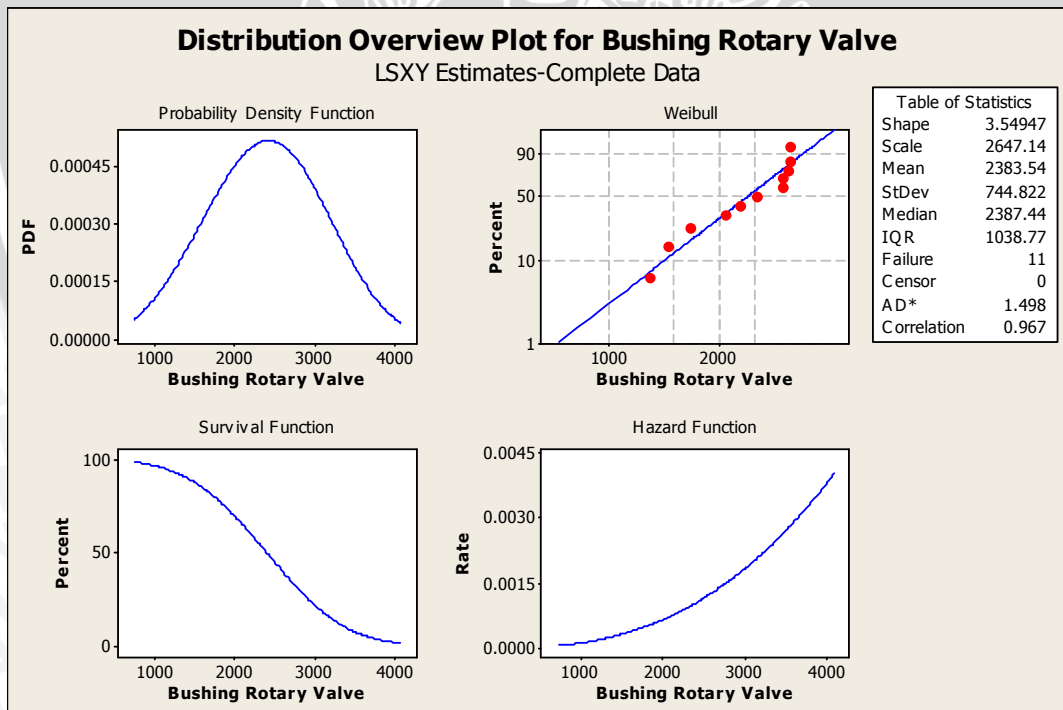 Distribution Overview Plot for Bushing Rotary Valve
LSXY Estimates-Complete Data
Probability Density Function
PDF
0.00045
0.00030
0.00015
0.00000
1000 2000 3000 4000
Bushing Rotary Valve
Weibull
Percent
90
50
10
1
1000 2000
Bushing Rotary Valve
Table of Statistics
Shape 3.54947
Scale 2647.14
Mean 2383.54
StDev 744.822
Median 2387.44
IQR 1038.77
Failure 11
Censor 0
AD* 1.498
Correlation 0.967
Survival Function
Percent
100
50
0
1000 2000 3000 4000
Bushing Rotary Valve
Hazard Function
Rate
0.0045
0.0030
0.0015
0.0000
1000 2000 3000 4000
Bushing Rotary Valve